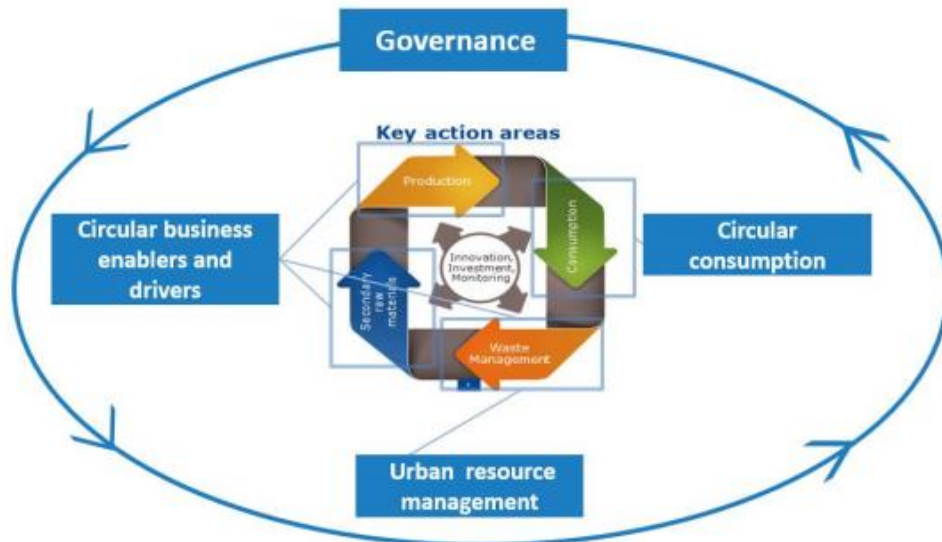 Governance
Key action areas
Production
Circular business
enablers and
drivers
Consumption
Circular
consumption
Innovation,
Investment,
Monitoring
Secondary
raw
materials
Waste
Management
Urban resource
management